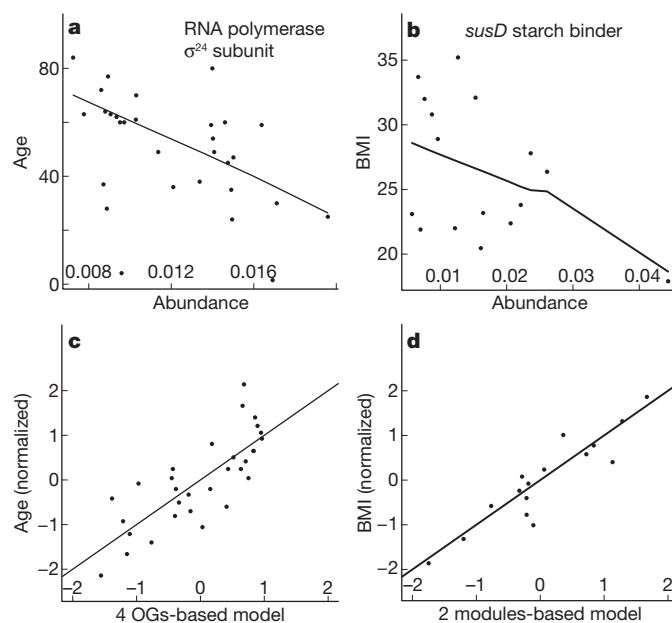 a
RNA polymerase
σ24 subunit
80
40
0
Age
0.008 0.012 0.016
Abundance
b
susD starch binder
35
30
25
20
BMI
0.01 0.02 0.03 0.04
Abundance
c
2
1
0
−1
−2
Age (normalized)
−2 −1 0 1 2
4 OGs-based model
d
2
1
0
−1
−2
BMI (normalized)
−2 −1 0 1 2
2 modules-based model